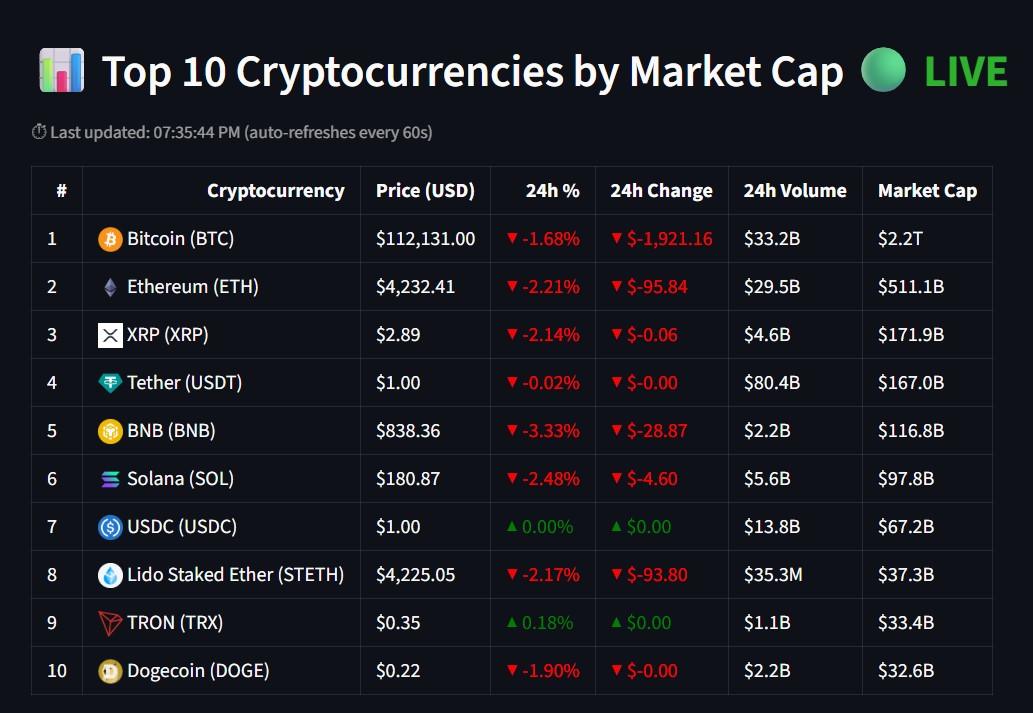 Top 10 Cryptocurrencies by Market Cap LIVE
⏱ Last updated: 07:35:44 PM (auto-refreshes every 60s)
# Cryptocurrency Price (USD) 24h % 24h Change 24h Volume Market Cap
1 Bitcoin (BTC) $112,131.00 ▼ -1.68% ▼ $-1,921.16 $33.2B $2.2T
2 Ethereum (ETH) $4,232.41 ▼ -2.21% ▼ $-95.84 $29.5B $511.1B
3 XRP (XRP) $2.89 ▼ -2.14% ▼ $-0.06 $4.6B $171.9B
4 Tether (USDT) $1.00 ▼ -0.02% ▼ $-0.00 $80.4B $167.0B
5 BNB (BNB) $838.36 ▼ -3.33% ▼ $-28.87 $2.2B $116.8B
6 Solana (SOL) $180.87 ▼ -2.48% ▼ $-4.60 $5.6B $97.8B
7 USDC (USDC) $1.00 ▲ 0.00% ▲ $0.00 $13.8B $67.2B
8 Lido Staked Ether (STETH) $4,225.05 ▼ -2.17% ▼ $-93.80 $35.3M $37.3B
9 TRON (TRX) $0.35 ▲ 0.18% ▲ $0.00 $1.1B $33.4B
10 Dogecoin (DOGE) $0.22 ▼ -1.90% ▼ $-0.00 $2.2B $32.6B